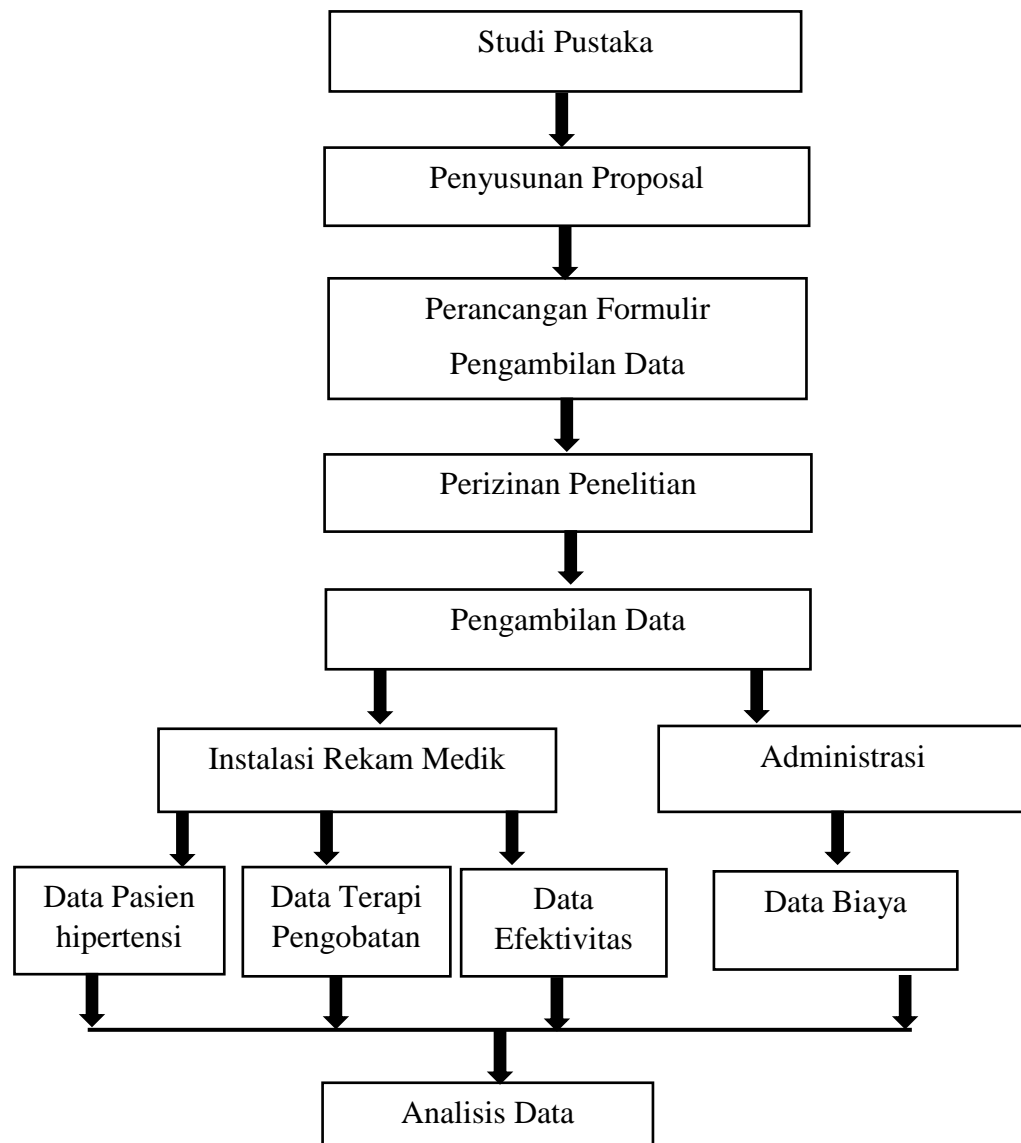 Studi Pustaka
Penyusunan Proposal
Perancangan Formulir
Pengambilan Data
Perizinan Penelitian
Pengambilan Data
Instalasi Rekam Medik
Administrasi
Data Pasien
hipertensi
Data Terapi
Pengobatan
Data
Efektivitas
Data Biaya
Analisis Data